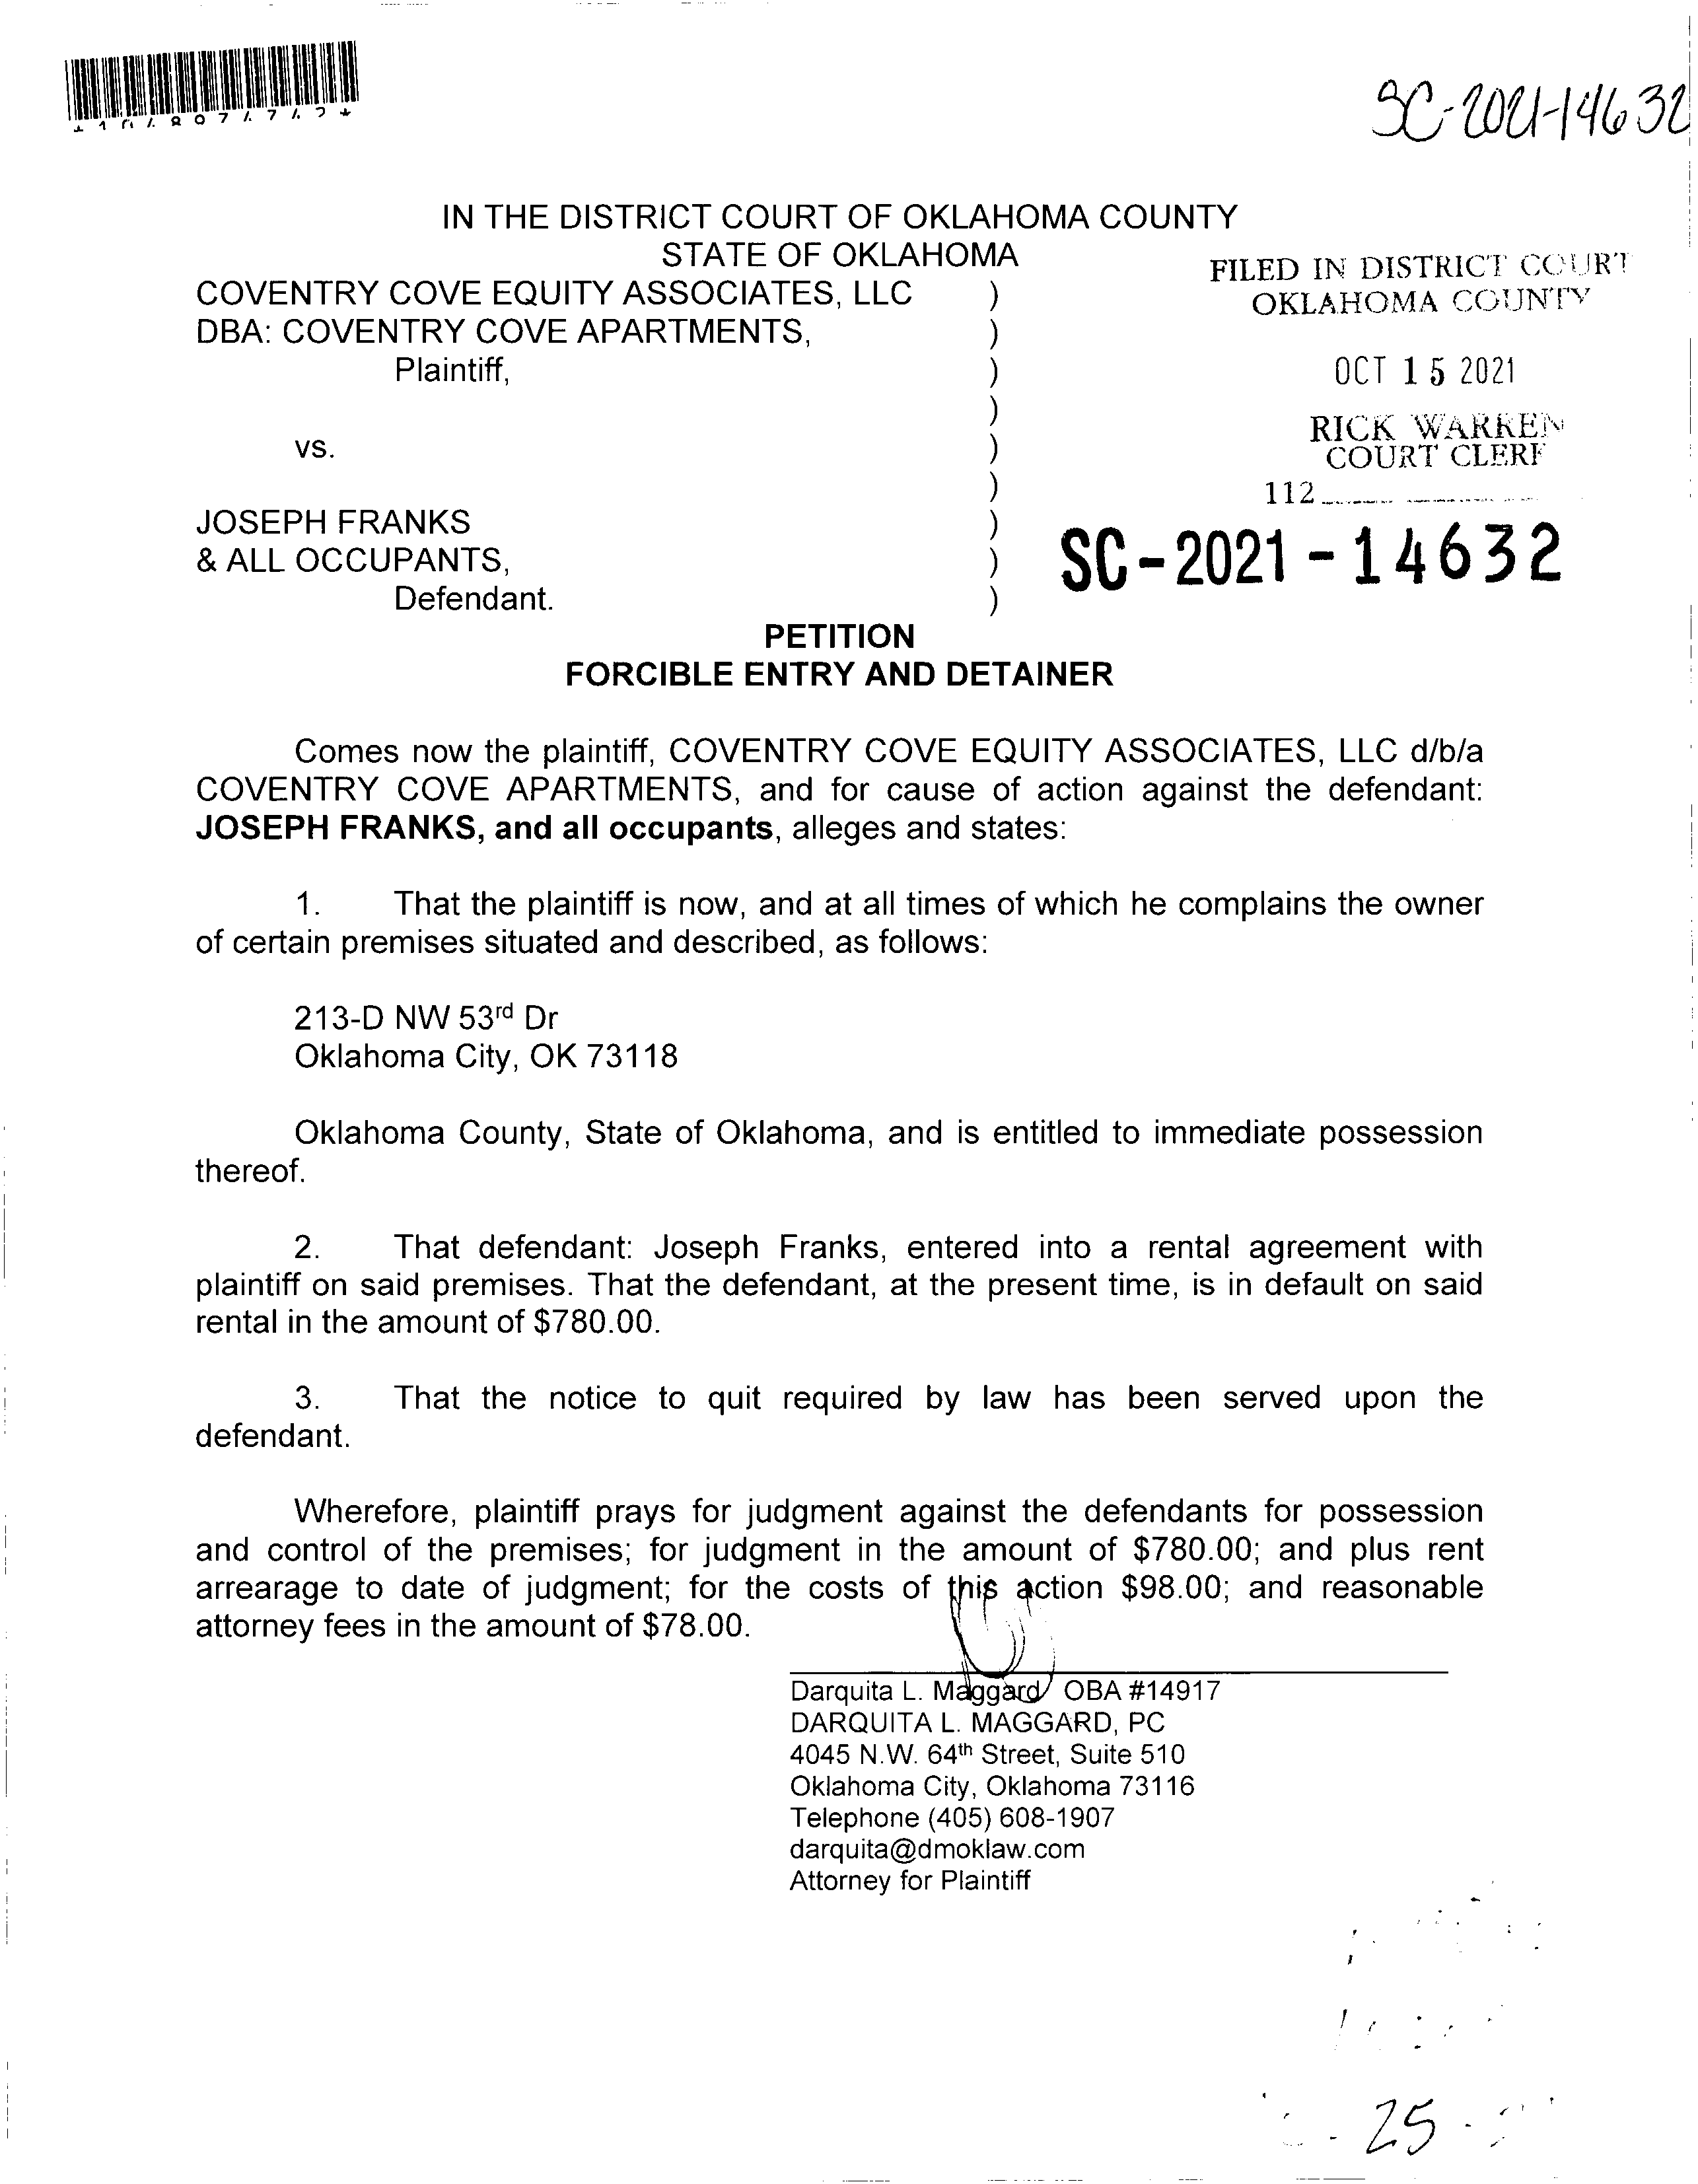 SC-2021-14632
IN THE DISTRICT COURT OF OKLAHOMA COUNTY
STATE OF OKLAHOMA
COVENTRY COVE EQUITY ASSOCIATES, LLC )
DBA: COVENTRY COVE APARTMENTS, )
Plaintiff, )
)
vs. )
)
JOSEPH FRANKS )
& ALL OCCUPANTS, )
Defendant. )
FILED IN DISTRICT COURT
OKLAHOMA COUNTY
OCT 15 2021
RICK WARREN
COURT CLERK
112
SC-2021-14632
PETITION
FORCIBLE ENTRY AND DETAINER
Comes now the plaintiff, COVENTRY COVE EQUITY ASSOCIATES, LLC d/b/a
COVENTRY COVE APARTMENTS, and for cause of action against the defendant:
JOSEPH FRANKS, and all occupants, alleges and states:
1. That the plaintiff is now, and at all times of which he complains the owner
of certain premises situated and described, as follows:
213-D NW 53rd Dr
Oklahoma City, OK 73118
Oklahoma County, State of Oklahoma, and is entitled to immediate possession
thereof.
2. That defendant: Joseph Franks, entered into a rental agreement with
plaintiff on said premises. That the defendant, at the present time, is in default on said
rental in the amount of $780.00.
3. That the notice to quit required by law has been served upon the
defendant.
Wherefore, plaintiff prays for judgment against the defendants for possession
and control of the premises; for judgment in the amount of $780.00; and plus rent
arrearage to date of judgment; for the costs of this action $98.00; and reasonable
attorney fees in the amount of $78.00.
Darquita L. Maggard OBA #14917
DARQUITA L. MAGGARD, PC
4045 N.W. 64th Street, Suite 510
Oklahoma City, Oklahoma 73116
Telephone (405) 608-1907
darquita@dmoklaw.com
Attorney for Plaintiff
25